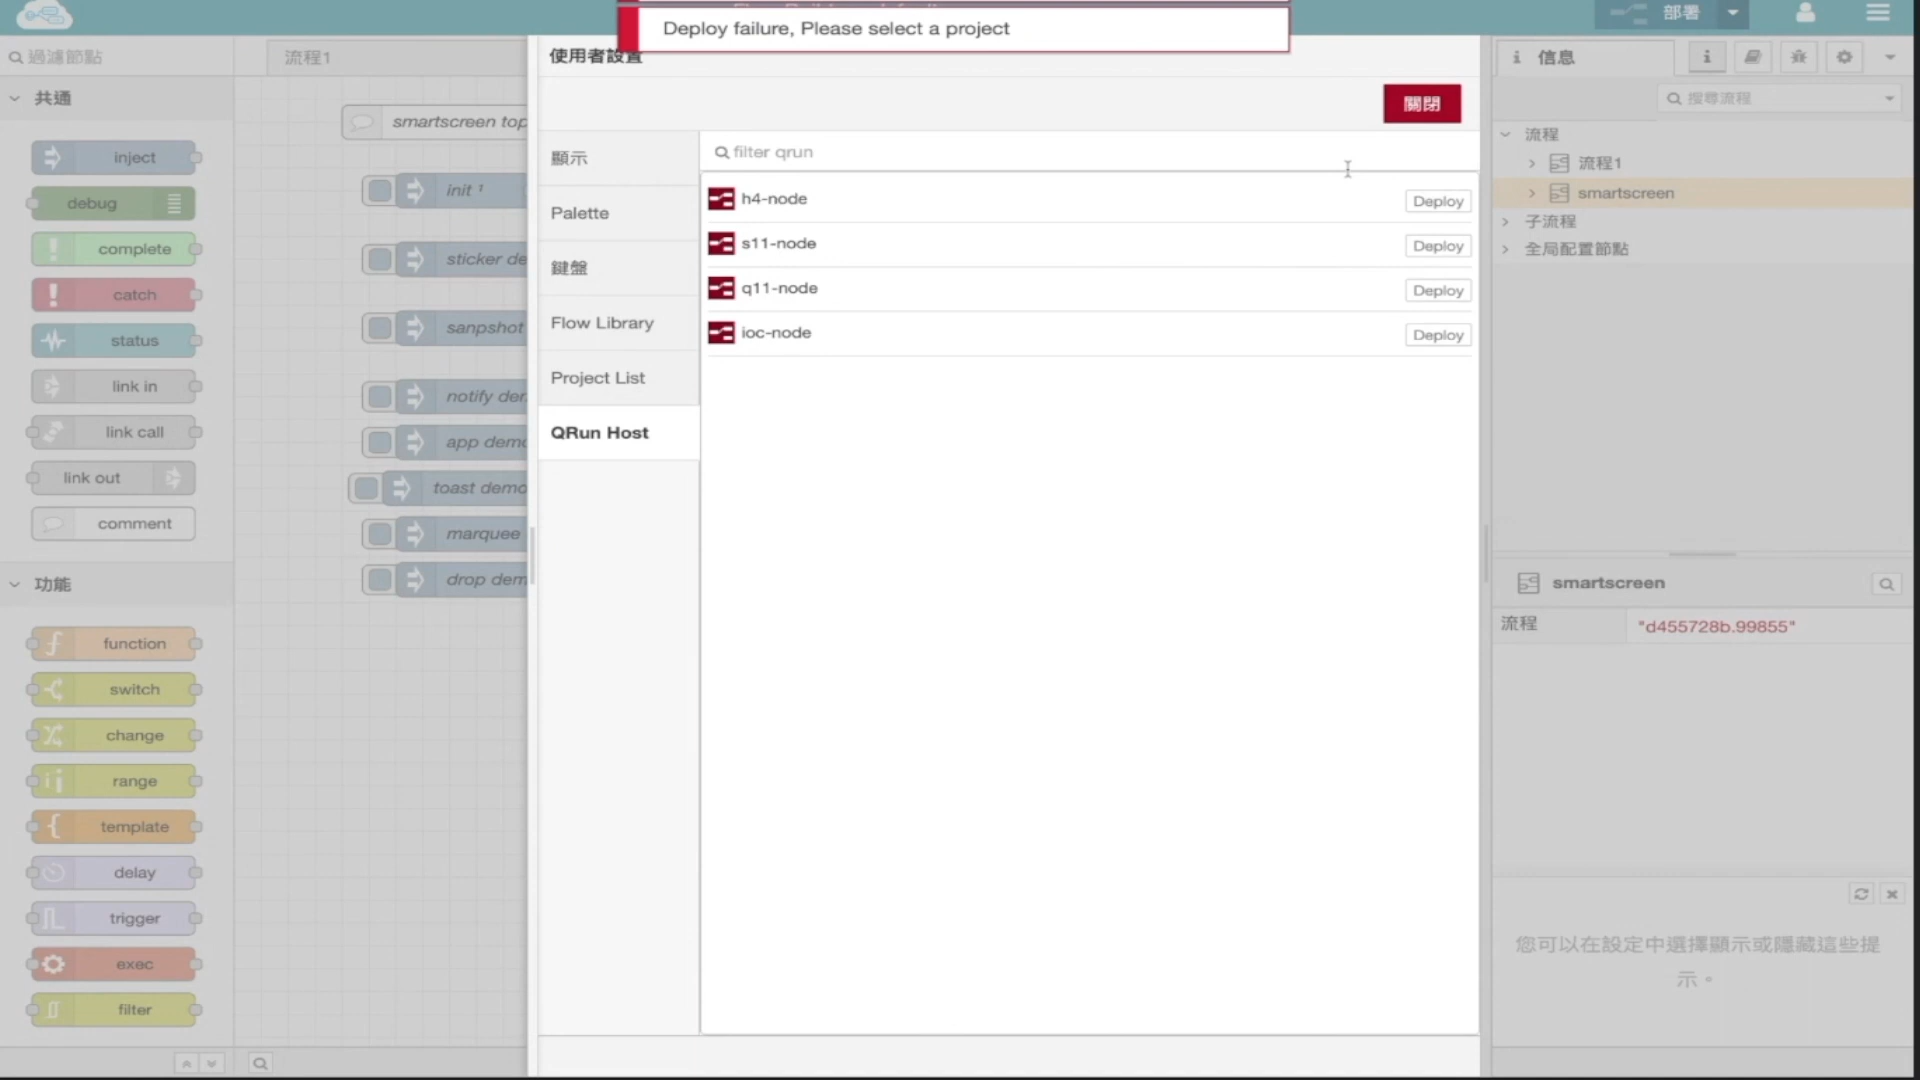 Deploy failure, Please select a project
部署
過濾節點
流程1
使用者設置
信息
共通
smartscreen top
關閉
搜尋流程
inject
debug
complete
catch
status
link in
link call
link out
comment
功能
function
switch
change
range
template
delay
trigger
exec
filter
init ¹
sticker de
sanpshot
notify der
app demo
toast demo
marquee
drop dem
顯示
Palette
鍵盤
Flow Library
Project List
QRun Host
filter qrun
h4-node
Deploy
s11-node
Deploy
q11-node
Deploy
ioc-node
Deploy
流程
流程1
smartscreen
子流程
全局配置節點
smartscreen
流程
"d455728b.99855"
您可以在設定中選擇顯示或隱藏這些提
示。